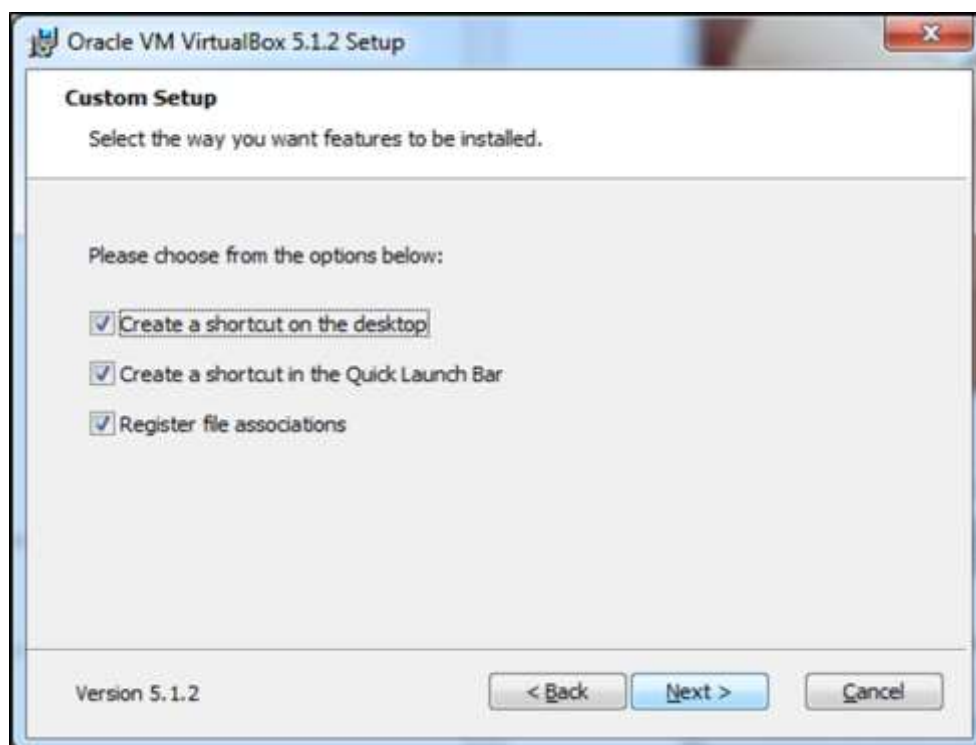 Oracle VM VirtualBox 5.1.2 Setup
Custom Setup
Select the way you want features to be installed.
Please choose from the options below:
Create a shortcut on the desktop
Create a shortcut in the Quick Launch Bar
Register file associations
Version 5.1.2
< Back
Next >
Cancel